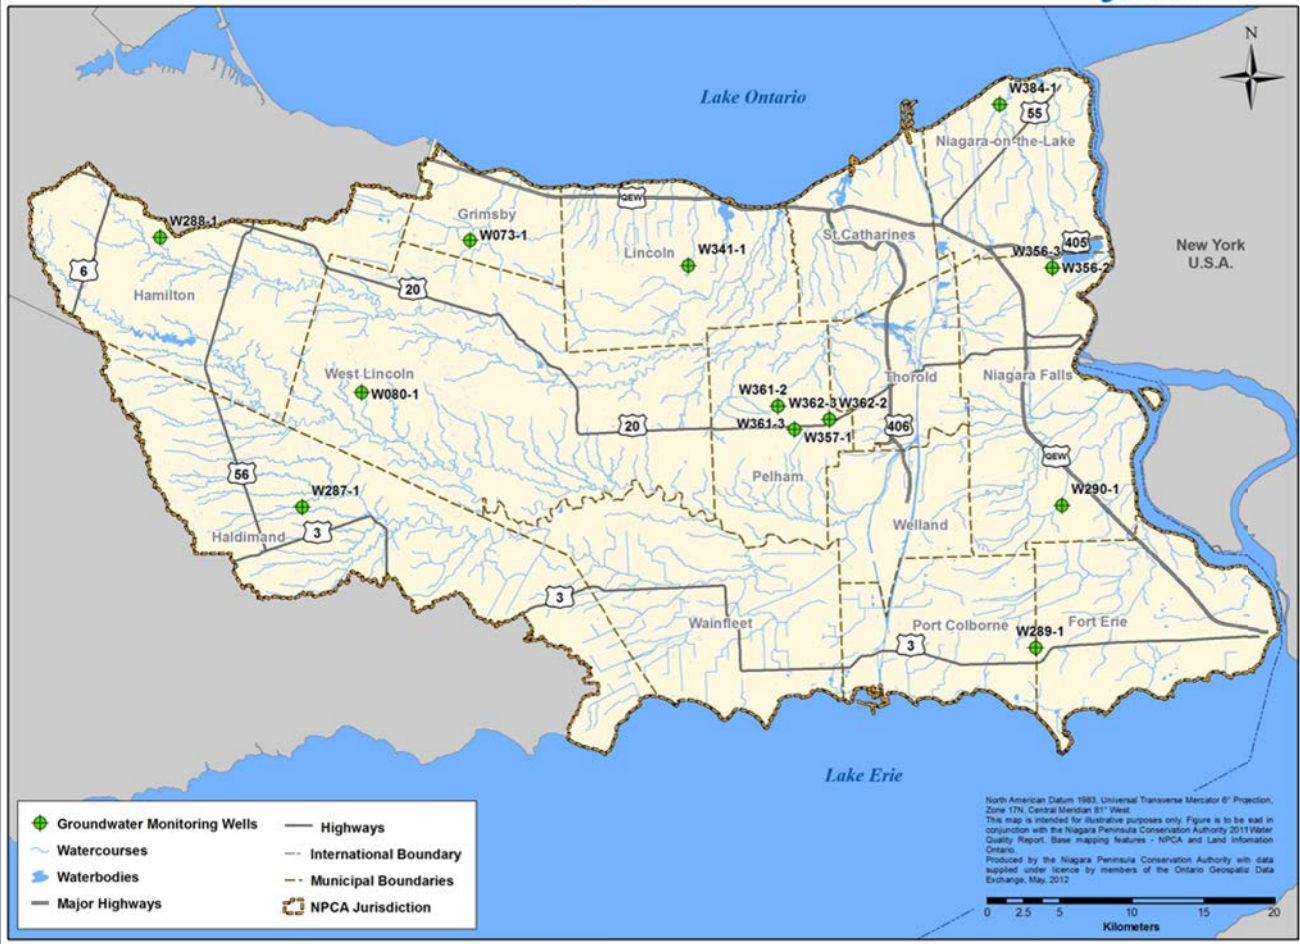 N
Lake Ontario
W384-1
55
Niagara-on-the-Lake
QEW
W288-1
Grimsby
W073-1
Lincoln
W341-1
St.Catharines
405
W356-3
W356-2
New York
U.S.A.
6
Hamilton
20
West Lincoln
W080-1
Thorold
Niagara Falls
W361-2
W362-3
W362-2
W361-3
W357-1
20
406
QEW
56
Pelham
W287-1
W290-1
Haldimand
3
Welland
3
Wainfleet
Port Colborne
W289-1
Fort Erie
3
Lake Erie
Groundwater Monitoring Wells
Watercourses
Waterbodies
Major Highways
Highways
International Boundary
Municipal Boundaries
NPCA Jurisdiction
North American Datum 1983, Universal Transverse Mercator 6° Projection,
Zone 17N, Central Meridian 81° West
This map is intended for illustrative purposes only. Figure is to be read in
conjunction with the Niagara Peninsula Conservation Authority 2011 Water
Quality Report. Base mapping features - NPCA and Land Infomation
Ontario.
Produced by the Niagara Peninsula Conservation Authority with data
supplied under licence by members of the Ontario Geospatial Data
Exchange, May, 2012
0 2.5 5 10 15 20
Kilometers